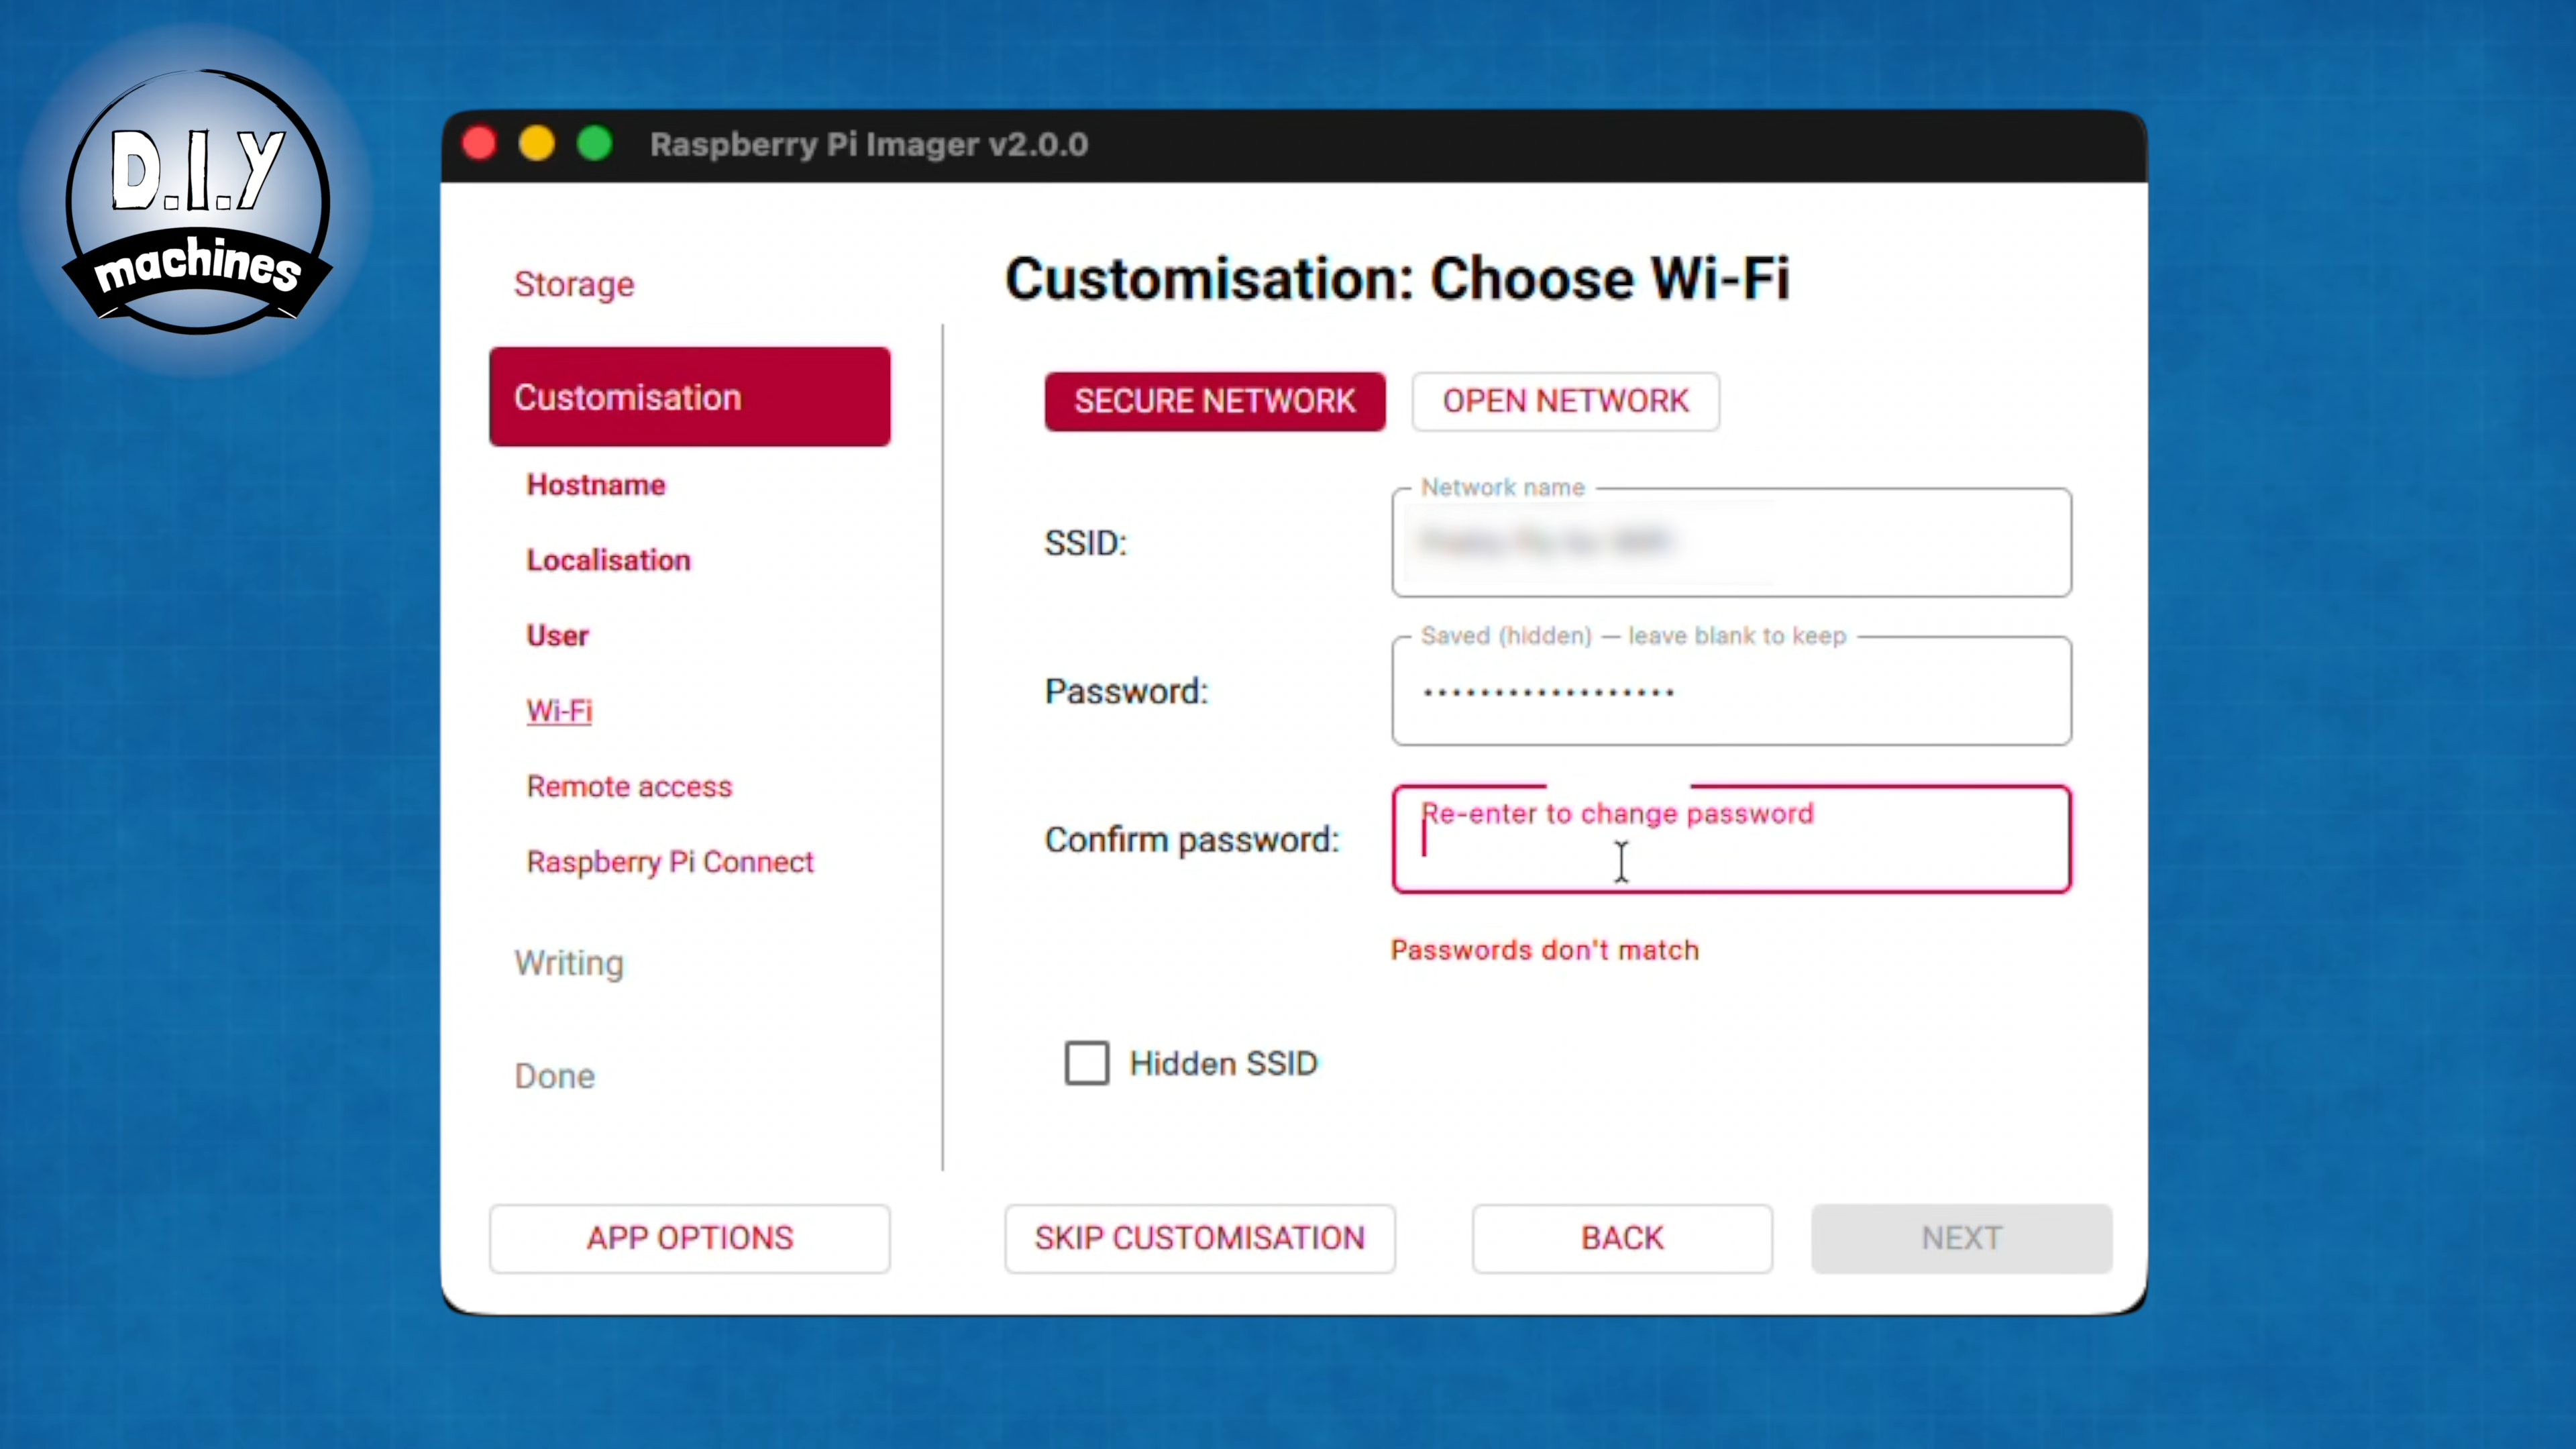 D.I.Y
machines
Raspberry Pi Imager v2.0.0
Storage
Customisation
Hostname
Localisation
User
Wi-Fi
Remote access
Raspberry Pi Connect
Writing
Done
APP OPTIONS
Customisation: Choose Wi-Fi
SECURE NETWORK
OPEN NETWORK
Network name
SSID:
Saved (hidden) — leave blank to keep
Password:
••••••••••••••••••
Re-enter to change password
Confirm password:
Passwords don't match
Hidden SSID
SKIP CUSTOMISATION
BACK
NEXT